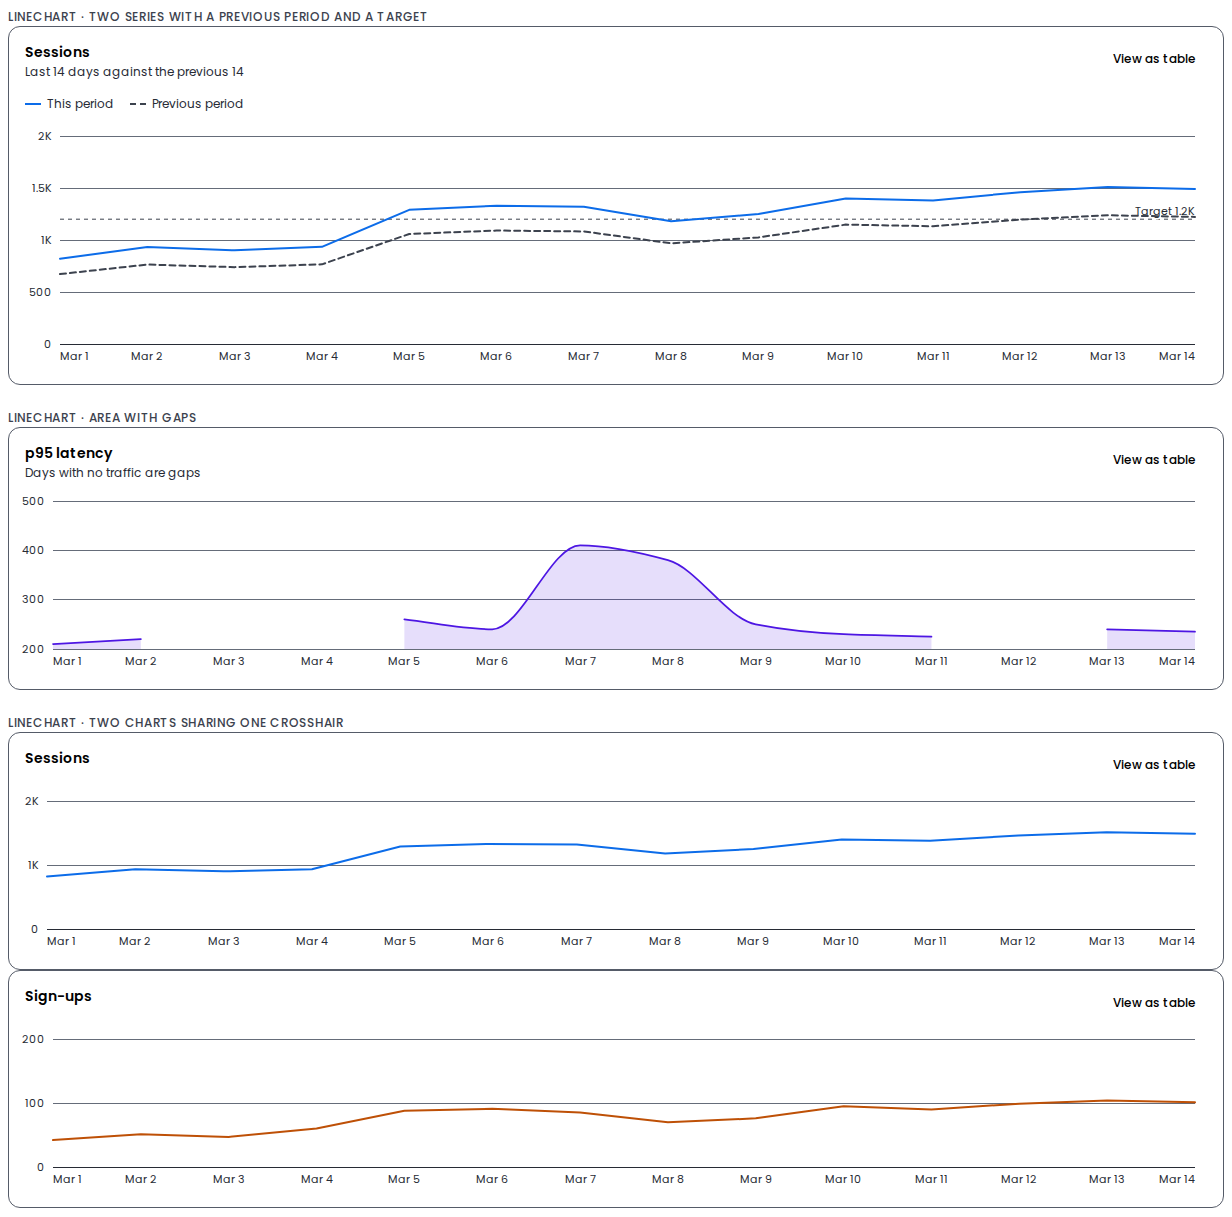 LINECHART · TWO SERIES WITH A PREVIOUS PERIOD AND A TARGET
Sessions
View as table
Last 14 days against the previous 14
This period
Previous period
2K
1.5K
Target 1.2K
1K
500
0
Mar 1 Mar 2 Mar 3 Mar 4 Mar 5 Mar 6 Mar 7 Mar 8 Mar 9 Mar 10 Mar 11 Mar 12 Mar 13 Mar 14
LINECHART · AREA WITH GAPS
p95 latency
View as table
Days with no traffic are gaps
500
400
300
200
Mar 1 Mar 2 Mar 3 Mar 4 Mar 5 Mar 6 Mar 7 Mar 8 Mar 9 Mar 10 Mar 11 Mar 12 Mar 13 Mar 14
LINECHART · TWO CHARTS SHARING ONE CROSSHAIR
Sessions
View as table
2K
1K
0
Mar 1 Mar 2 Mar 3 Mar 4 Mar 5 Mar 6 Mar 7 Mar 8 Mar 9 Mar 10 Mar 11 Mar 12 Mar 13 Mar 14
Sign-ups
View as table
200
100
0
Mar 1 Mar 2 Mar 3 Mar 4 Mar 5 Mar 6 Mar 7 Mar 8 Mar 9 Mar 10 Mar 11 Mar 12 Mar 13 Mar 14